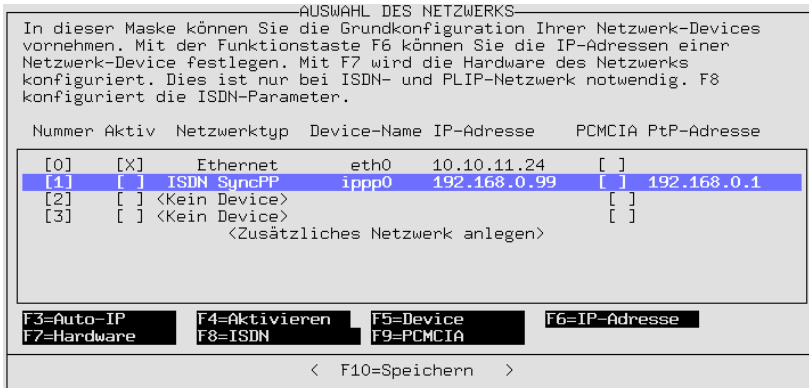 AUSWAHL DES NETZWERKS
In dieser Maske können Sie die Grundkonfiguration Ihrer Netzwerk-Devices
vornehmen. Mit der Funktionstaste F6 können Sie die IP-Adressen einer
Netzwerk-Device festlegen. Mit F7 wird die Hardware des Netzwerks
konfiguriert. Dies ist nur bei ISDN- und PLIP-Netzwerk notwendig. F8
konfiguriert die ISDN-Parameter.
Nummer Aktiv Netzwerktyp Device-Name IP-Adresse PCMCIA PtP-Adresse
[0] [X] Ethernet eth0 10.10.11.24 [ ]
[1] [ ] ISDN SyncPP ippp0 192.168.0.99 [ ] 192.168.0.1
[2] [ ] <Kein Device> [ ]
[3] [ ] <Kein Device> [ ]
<Zusätzliches Netzwerk anlegen>
F3=Auto-IP F4=Aktivieren F5=Device F6=IP-Adresse
F7=Hardware F8=ISDN F9=PCMCIA
< F10=Speichern >